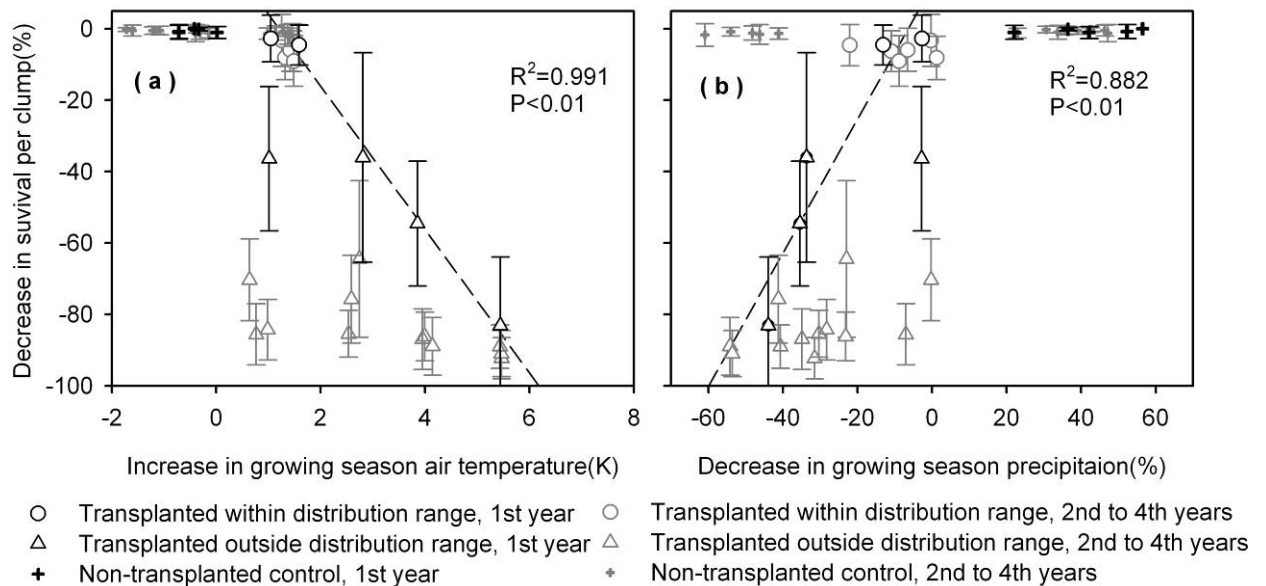 0
-20
-40
-60
-80
-100
Decrease in suvival per clump(%)
( a )
R²=0.991
P<0.01
-2 0 2 4 6 8
Increase in growing season air temperature(K)
( b )
R²=0.882
P<0.01
-60 -40 -20 0 20 40 60
Decrease in growing season precipitaion(%)
Transplanted within distribution range, 1st year
Transplanted outside distribution range, 1st year
Non-transplanted control, 1st year
Transplanted within distribution range, 2nd to 4th years
Transplanted outside distribution range, 2nd to 4th years
Non-transplanted control, 2nd to 4th years